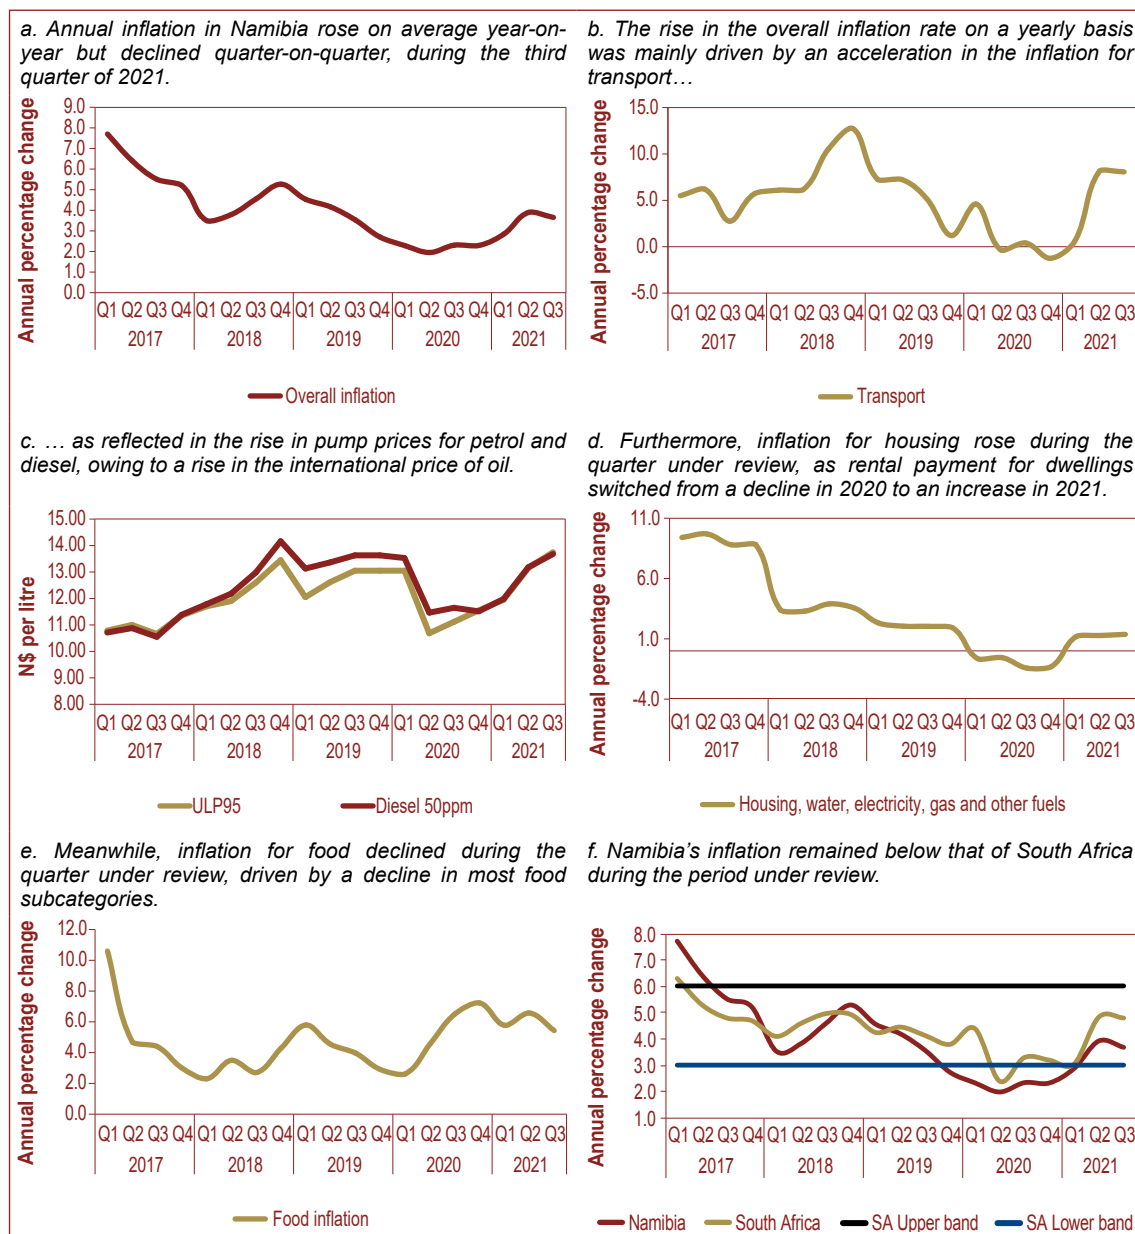 a. Annual inflation in Namibia rose on average year-on-
year but declined quarter-on-quarter, during the third
quarter of 2021.
Annual percentage change
9.0
8.0
7.0
6.0
5.0
4.0
3.0
2.0
1.0
0.0
Q1 Q2 Q3 Q4 Q1 Q2 Q3 Q4 Q1 Q2 Q3 Q4 Q1 Q2 Q3 Q4 Q1 Q2 Q3
2017 2018 2019 2020 2021
Overall inflation
b. The rise in the overall inflation rate on a yearly basis
was mainly driven by an acceleration in the inflation for
transport…
Annual percentage change
15.0
10.0
5.0
0.0
-5.0
Q1 Q2 Q3 Q4 Q1 Q2 Q3 Q4 Q1 Q2 Q3 Q4 Q1 Q2 Q3 Q4 Q1 Q2 Q3
2017 2018 2019 2020 2021
Transport
c. … as reflected in the rise in pump prices for petrol and
diesel, owing to a rise in the international price of oil.
N$ per litre
15.00
14.00
13.00
12.00
11.00
10.00
9.00
8.00
Q1 Q2 Q3 Q4 Q1 Q2 Q3 Q4 Q1 Q2 Q3 Q4 Q1 Q2 Q3 Q4 Q1 Q2 Q3
2017 2018 2019 2020 2021
ULP95 Diesel 50ppm
d. Furthermore, inflation for housing rose during the
quarter under review, as rental payment for dwellings
switched from a decline in 2020 to an increase in 2021.
Annual percentage change
11.0
6.0
1.0
-4.0
Q1 Q2 Q3 Q4 Q1 Q2 Q3 Q4 Q1 Q2 Q3 Q4 Q1 Q2 Q3 Q4 Q1 Q2 Q3
2017 2018 2019 2020 2021
Housing, water, electricity, gas and other fuels
e. Meanwhile, inflation for food declined during the
quarter under review, driven by a decline in most food
subcategories.
Annual percentage change
12.0
10.0
8.0
6.0
4.0
2.0
0.0
Q1 Q2 Q3 Q4 Q1 Q2 Q3 Q4 Q1 Q2 Q3 Q4 Q1 Q2 Q3 Q4 Q1 Q2 Q3
2017 2018 2019 2020 2021
Food inflation
f. Namibia's inflation remained below that of South Africa
during the period under review.
Annual percentage change
8.0
7.0
6.0
5.0
4.0
3.0
2.0
1.0
Q1 Q2 Q3 Q4 Q1 Q2 Q3 Q4 Q1 Q2 Q3 Q4 Q1 Q2 Q3 Q4 Q1 Q2 Q3
2017 2018 2019 2020 2021
Namibia South Africa SA Upper band SA Lower band